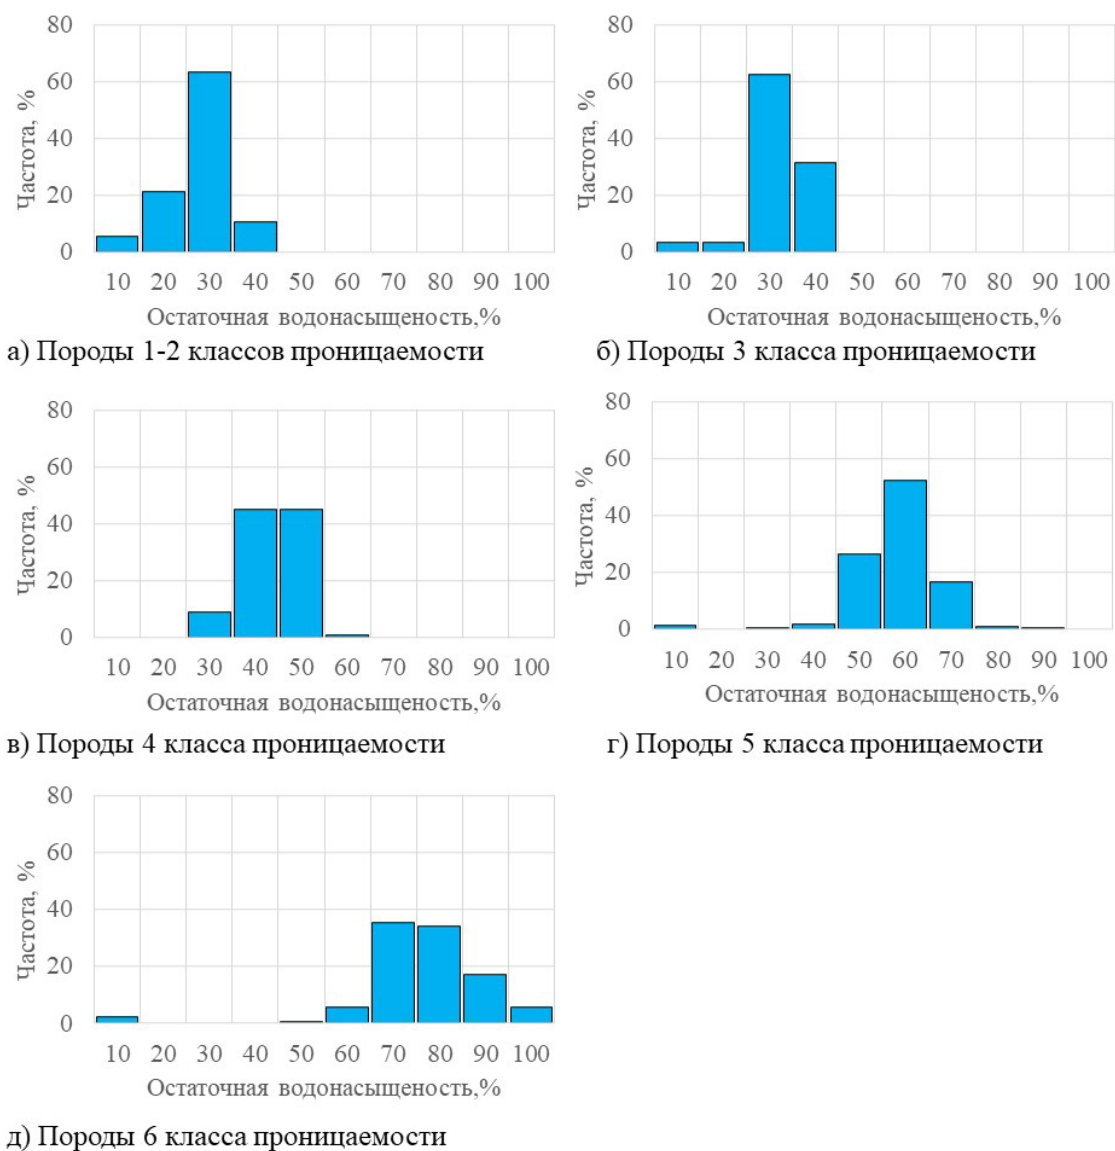 80
60
40
20
0
Частота, %
10 20 30 40 50 60 70 80 90 100
Остаточная водонасыщеность,%
а) Породы 1-2 классов проницаемости
80
60
40
20
0
Частота, %
10 20 30 40 50 60 70 80 90 100
Остаточная водонасыщеность,%
б) Породы 3 класса проницаемости
80
60
40
20
0
Частота, %
10 20 30 40 50 60 70 80 90 100
Остаточная водонасыщеность,%
в) Породы 4 класса проницаемости
80
60
40
20
0
Частота, %
10 20 30 40 50 60 70 80 90 100
Остаточная водонасыщеность,%
г) Породы 5 класса проницаемости
80
60
40
20
0
Частота, %
10 20 30 40 50 60 70 80 90 100
Остаточная водонасыщеность,%
д) Породы 6 класса проницаемости